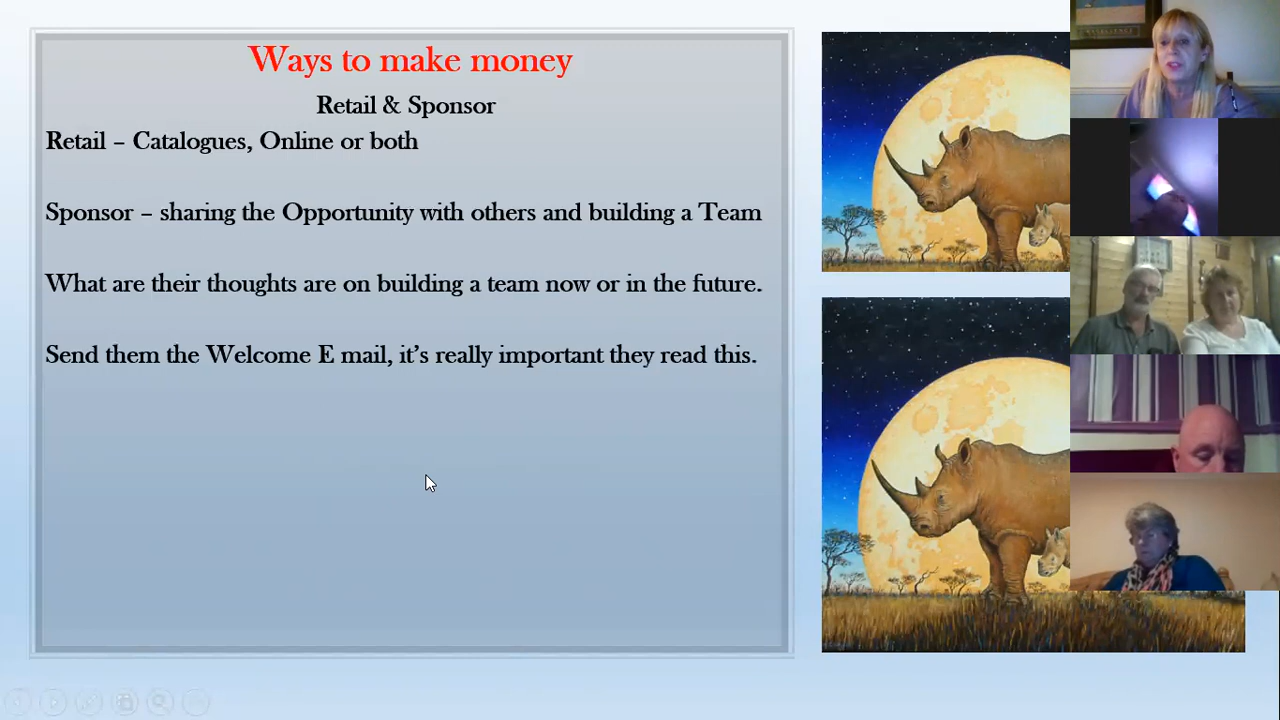 Ways to make money
Retail & Sponsor
Retail – Catalogues, Online or both
Sponsor – sharing the Opportunity with others and building a Team
What are their thoughts are on building a team now or in the future.
Send them the Welcome E mail, it's really important they read this.